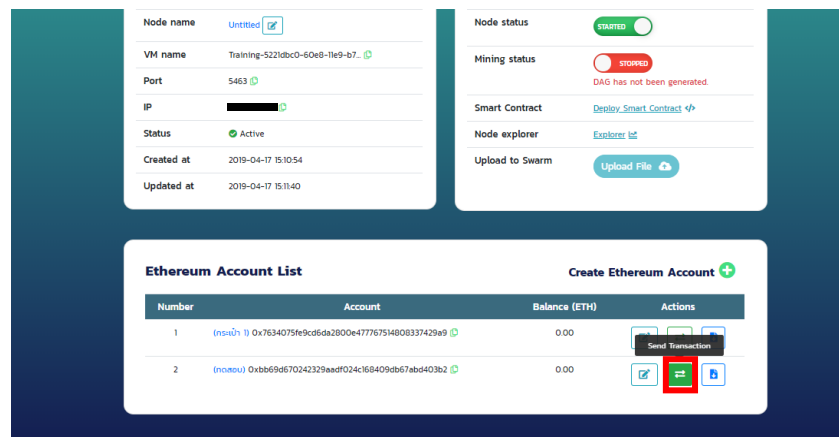 Node name Untitled
VM name Training-5221dbc0-60e8-11e9-b7...
Port 5463
IP
Status Active
Created at 2019-04-17 15:10:54
Updated at 2019-04-17 15:11:40
Node status STARTED
Mining status STOPPED
DAG has not been generated.
Smart Contract Deploy Smart Contract </>
Node explorer Explorer
Upload to Swarm Upload File
Ethereum Account List Create Ethereum Account
Number Account Balance (ETH) Actions
1 (กระเป๋า 1) 0x7634075fe9cd6da2800e47776751480833742​9a9 0.00
Send Transaction
2 (ทดสอบ) 0xbb69d670242329aadf024c168409db67abd403b2 0.00